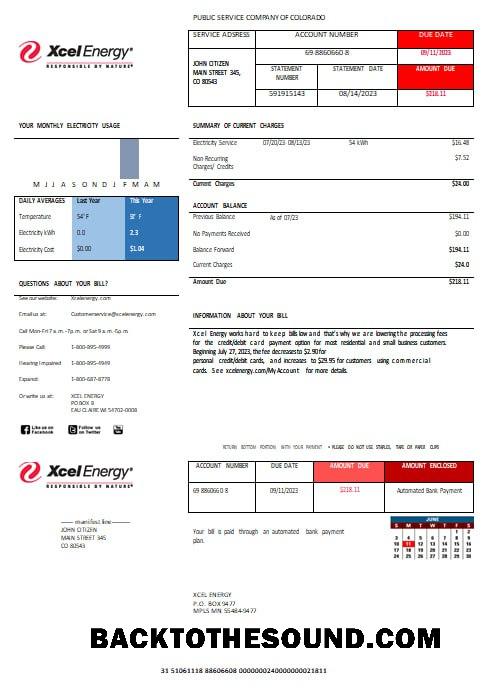 PUBLIC SERVICE COMPANY OF COLORADO
Xcel Energy®
RESPONSIBLE BY NATURE®
SERVICE ADSRESS
ACCOUNT NUMBER
DUE DATE
JOHN CITIZEN
MAIN STREET 345,
CO 80543
69 8860660 8
09/11/2023
STATEMENT NUMBER
STATEMENT DATE
AMOUNT DUE
591915143
08/14/2023
$218.11
YOUR MONTHLY ELECTRICITY USAGE
M J J A S O N D J F M A M
DAILY AVERAGES Last Year This Year
Temperature 54° F
Electricity kWh 0.0 2.3
Electricity Cost $0.00 $1.04
QUESTIONS ABOUT YOUR BILL?
See our website: Xcelenergy.com
Email us at: Customerservice@xcelenergy.com
Call Mon-Fri 7 a.m.-7p.m. or Sat 9 a.m.-5p.m
Please Call: 1-800-895-4999
Hearing Impaired 1-800-895-4949
Espanol: 1-800-687-8778
Or write us at: XCEL ENERGY
PO BOX 8
EAU CLAIRE WI 54702-0008
Like us on Facebook
Follow us on Twitter
You Tube
SUMMARY OF CURRENT CHARGES
Electricity Service 07/20/23 08/13/23 54 kWh $16.48
Non Recurring $7.52
Charges/ Credits
Current Charges $24.00
ACCOUNT BALANCE
Previous Balance As of 07/23 $194.11
No Payments Received $0.00
Balance Forward $194.11
Current Charges $24.0
Amount Due $218.11
INFORMATION ABOUT YOUR BILL
Xcel Energy works hard to keep bills low and that's why we are lowering the processing fees
for the credit/debit card payment option for most residential and small business customers.
Beginning July 27, 2023, the fee decreases to $2.90 for
personal credit/debit cards, and increases to $29.95 for customers using commercial
cards. See xcelenergy.com/My Account for more details.
RETURN BOTTOM PORTION WITH YOUR PAYMENT • PLEASE DO NOT USE STAPLES, TAPE OR PAPER CLIPS
Xcel Energy®
RESPONSIBLE BY NATURE®
ACCOUNT NUMBER
DUE DATE
AMOUNT DUE
AMOUNT ENCLOSED
69 8860660 8
09/11/2023
$218.11
Automated Bank Payment
------ manifest line---------
JOHN CITIZEN
MAIN STREET 345
CO 80543
Your bill is paid through an automated bank payment
plan.
JUNE
S M T W T F S
1 2
3 4 5 6 7 8 9
10 11 12 13 14 15 16
17 18 19 20 21 22 23
24 25 26 27 28 29 30
XCEL ENERGY
P.O. BOX 9477
MPLS MN 55484-9477
BACKTOTHESOUND.COM
31 51061118 88606608 0000000240000000021811